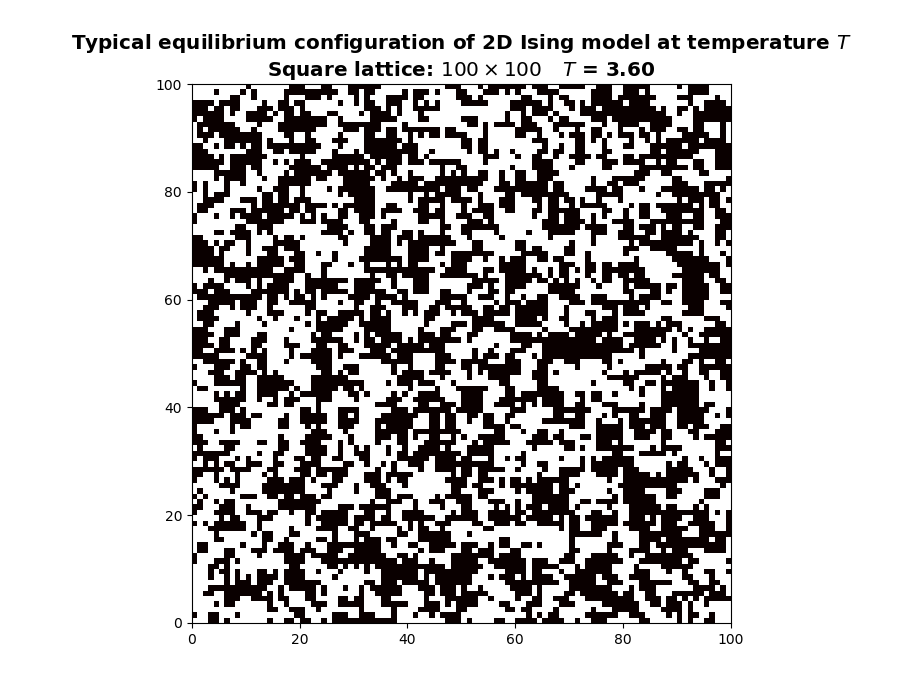 Typical equilibrium configuration of 2D Ising model at temperature T
Square lattice: 100 × 100 T = 3.60
100
80
60
40
20
0
0 20 40 60 80 100